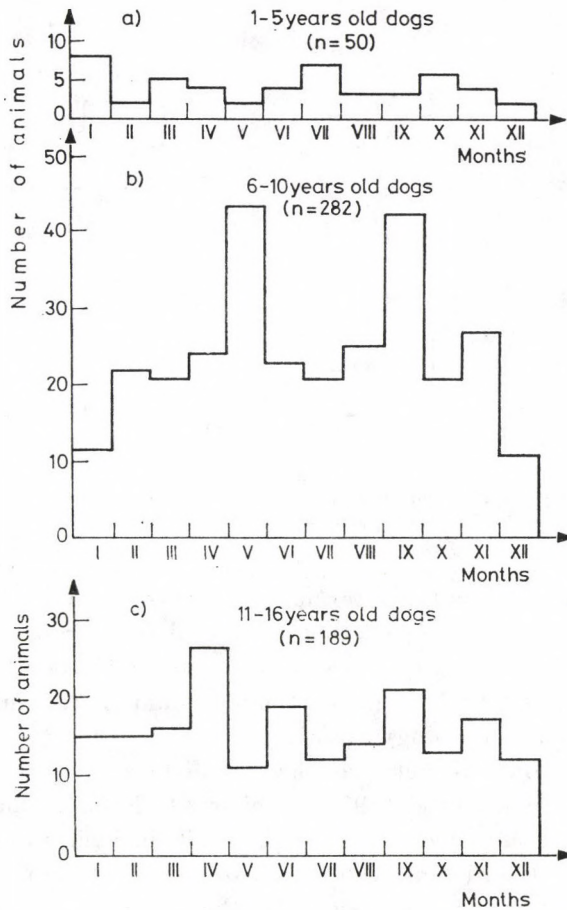 a)
1-5 years old dogs
(n=50)
10
5
0
I II III IV V VI VII VIII IX X XI XII
Months
Number of animals
b)
6-10 years old dogs
(n=282)
50
40
30
20
10
0
I II III IV V VI VII VIII IX X XI XII
Months
c)
11-16 years old dogs
(n=189)
Number of animals
30
20
10
0
I II III IV V VI VII VIII IX X XI XII
Months